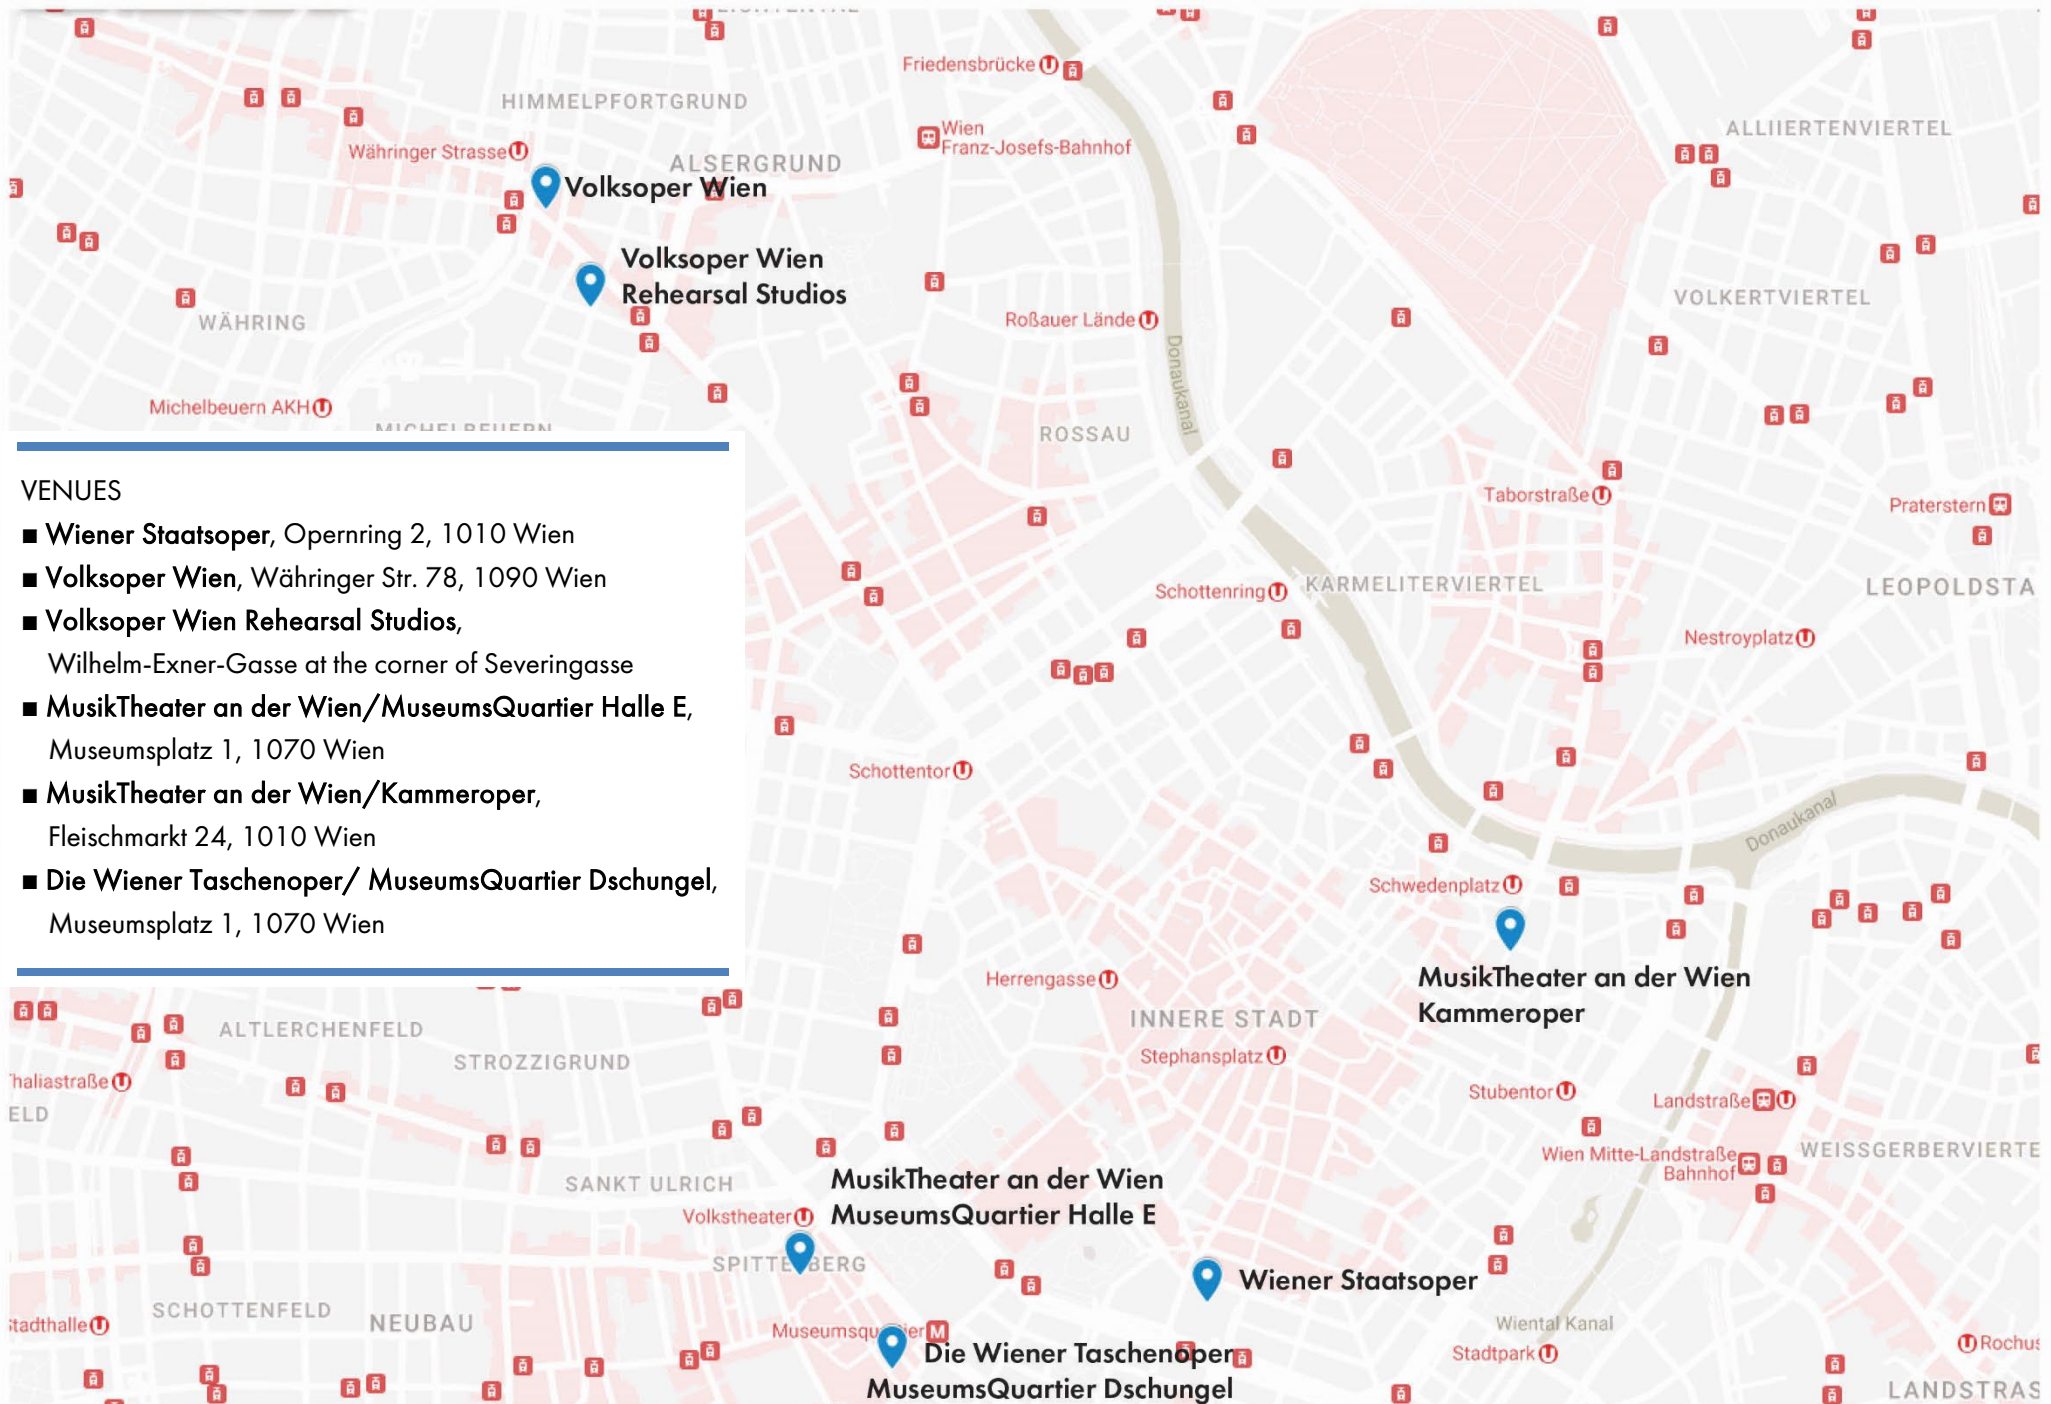 LICHTENTAL
Friedensbrücke
HIMMELPFORTGRUND
Wien
Franz-Josefs-Bahnhof
ALLIIERTENVIERTEL
Währinger Strasse
ALSERGRUND
Volksoper Wien
Volksoper Wien
Rehearsal Studios
VOLKERTVIERTEL
WÄHRING
Roßauer Lände
Donaukanal
Michelbeuern AKH
MICHELBEUERN
ROSSAU
VENUES
■ Wiener Staatsoper, Opernring 2, 1010 Wien
■ Volksoper Wien, Währinger Str. 78, 1090 Wien
■ Volksoper Wien Rehearsal Studios,
Wilhelm-Exner-Gasse at the corner of Severingasse
■ MusikTheater an der Wien/MuseumsQuartier Halle E,
Museumsplatz 1, 1070 Wien
■ MusikTheater an der Wien/Kammeroper,
Fleischmarkt 24, 1010 Wien
■ Die Wiener Taschenoper/ MuseumsQuartier Dschungel,
Museumsplatz 1, 1070 Wien
Taborstraße
Praterstern
Schottenring
KARMELITERVIERTEL
LEOPOLDSTA
Nestroyplatz
Schottentor
Donaukanal
Schwedenplatz
MusikTheater an der Wien
Kammeroper
Herrengasse
INNERE STADT
Stephansplatz
ALTLERCHENFELD
STROZZIGRUND
haliastraße
ELD
Stubentor
Landstraße
Wien Mitte-Landstraße
Bahnhof
WEISSGERBERVIERTE
SANKT ULRICH
MusikTheater an der Wien
MuseumsQuartier Halle E
Volkstheater
SPITTELBERG
Wiener Staatsoper
SCHOTTENFELD
NEUBAU
tadthalle
Museumsquartier
Die Wiener Taschenoper
MuseumsQuartier Dschungel
Wiental Kanal
Stadtpark
Rochus
LANDSTRAS